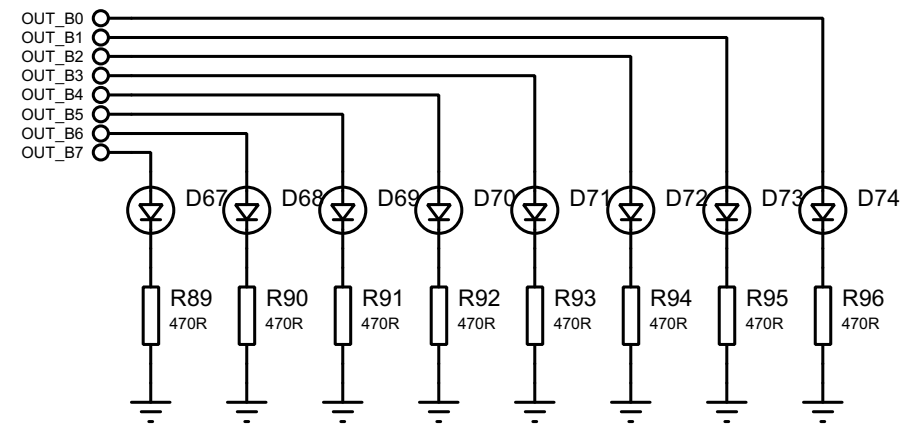 OUT_B0
OUT_B1
OUT_B2
OUT_B3
OUT_B4
OUT_B5
OUT_B6
OUT_B7
D67 D68 D69 D70 D71 D72 D73 D74
R89 R90 R91 R92 R93 R94 R95 R96
470R 470R 470R 470R 470R 470R 470R 470R